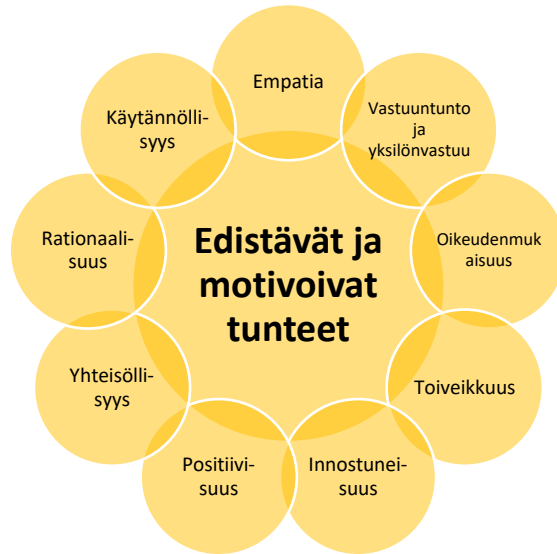 Empatia
Vastuuntunto
ja
yksilönvastuu
Oikeudenmuk
aisuus
Toiveikkuus
Innostunei-
suus
Positiivi-
suus
Yhteisölli-
syys
Rationaali-
suus
Käytännölli-
syys
Edistävät ja
motivoivat
tunteet